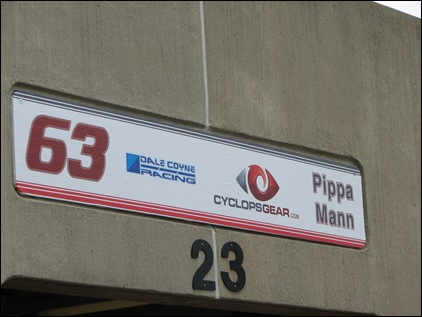 63
DALE COYNE
RACING
CYCLOPSGEAR.COM
Pippa
Mann
23